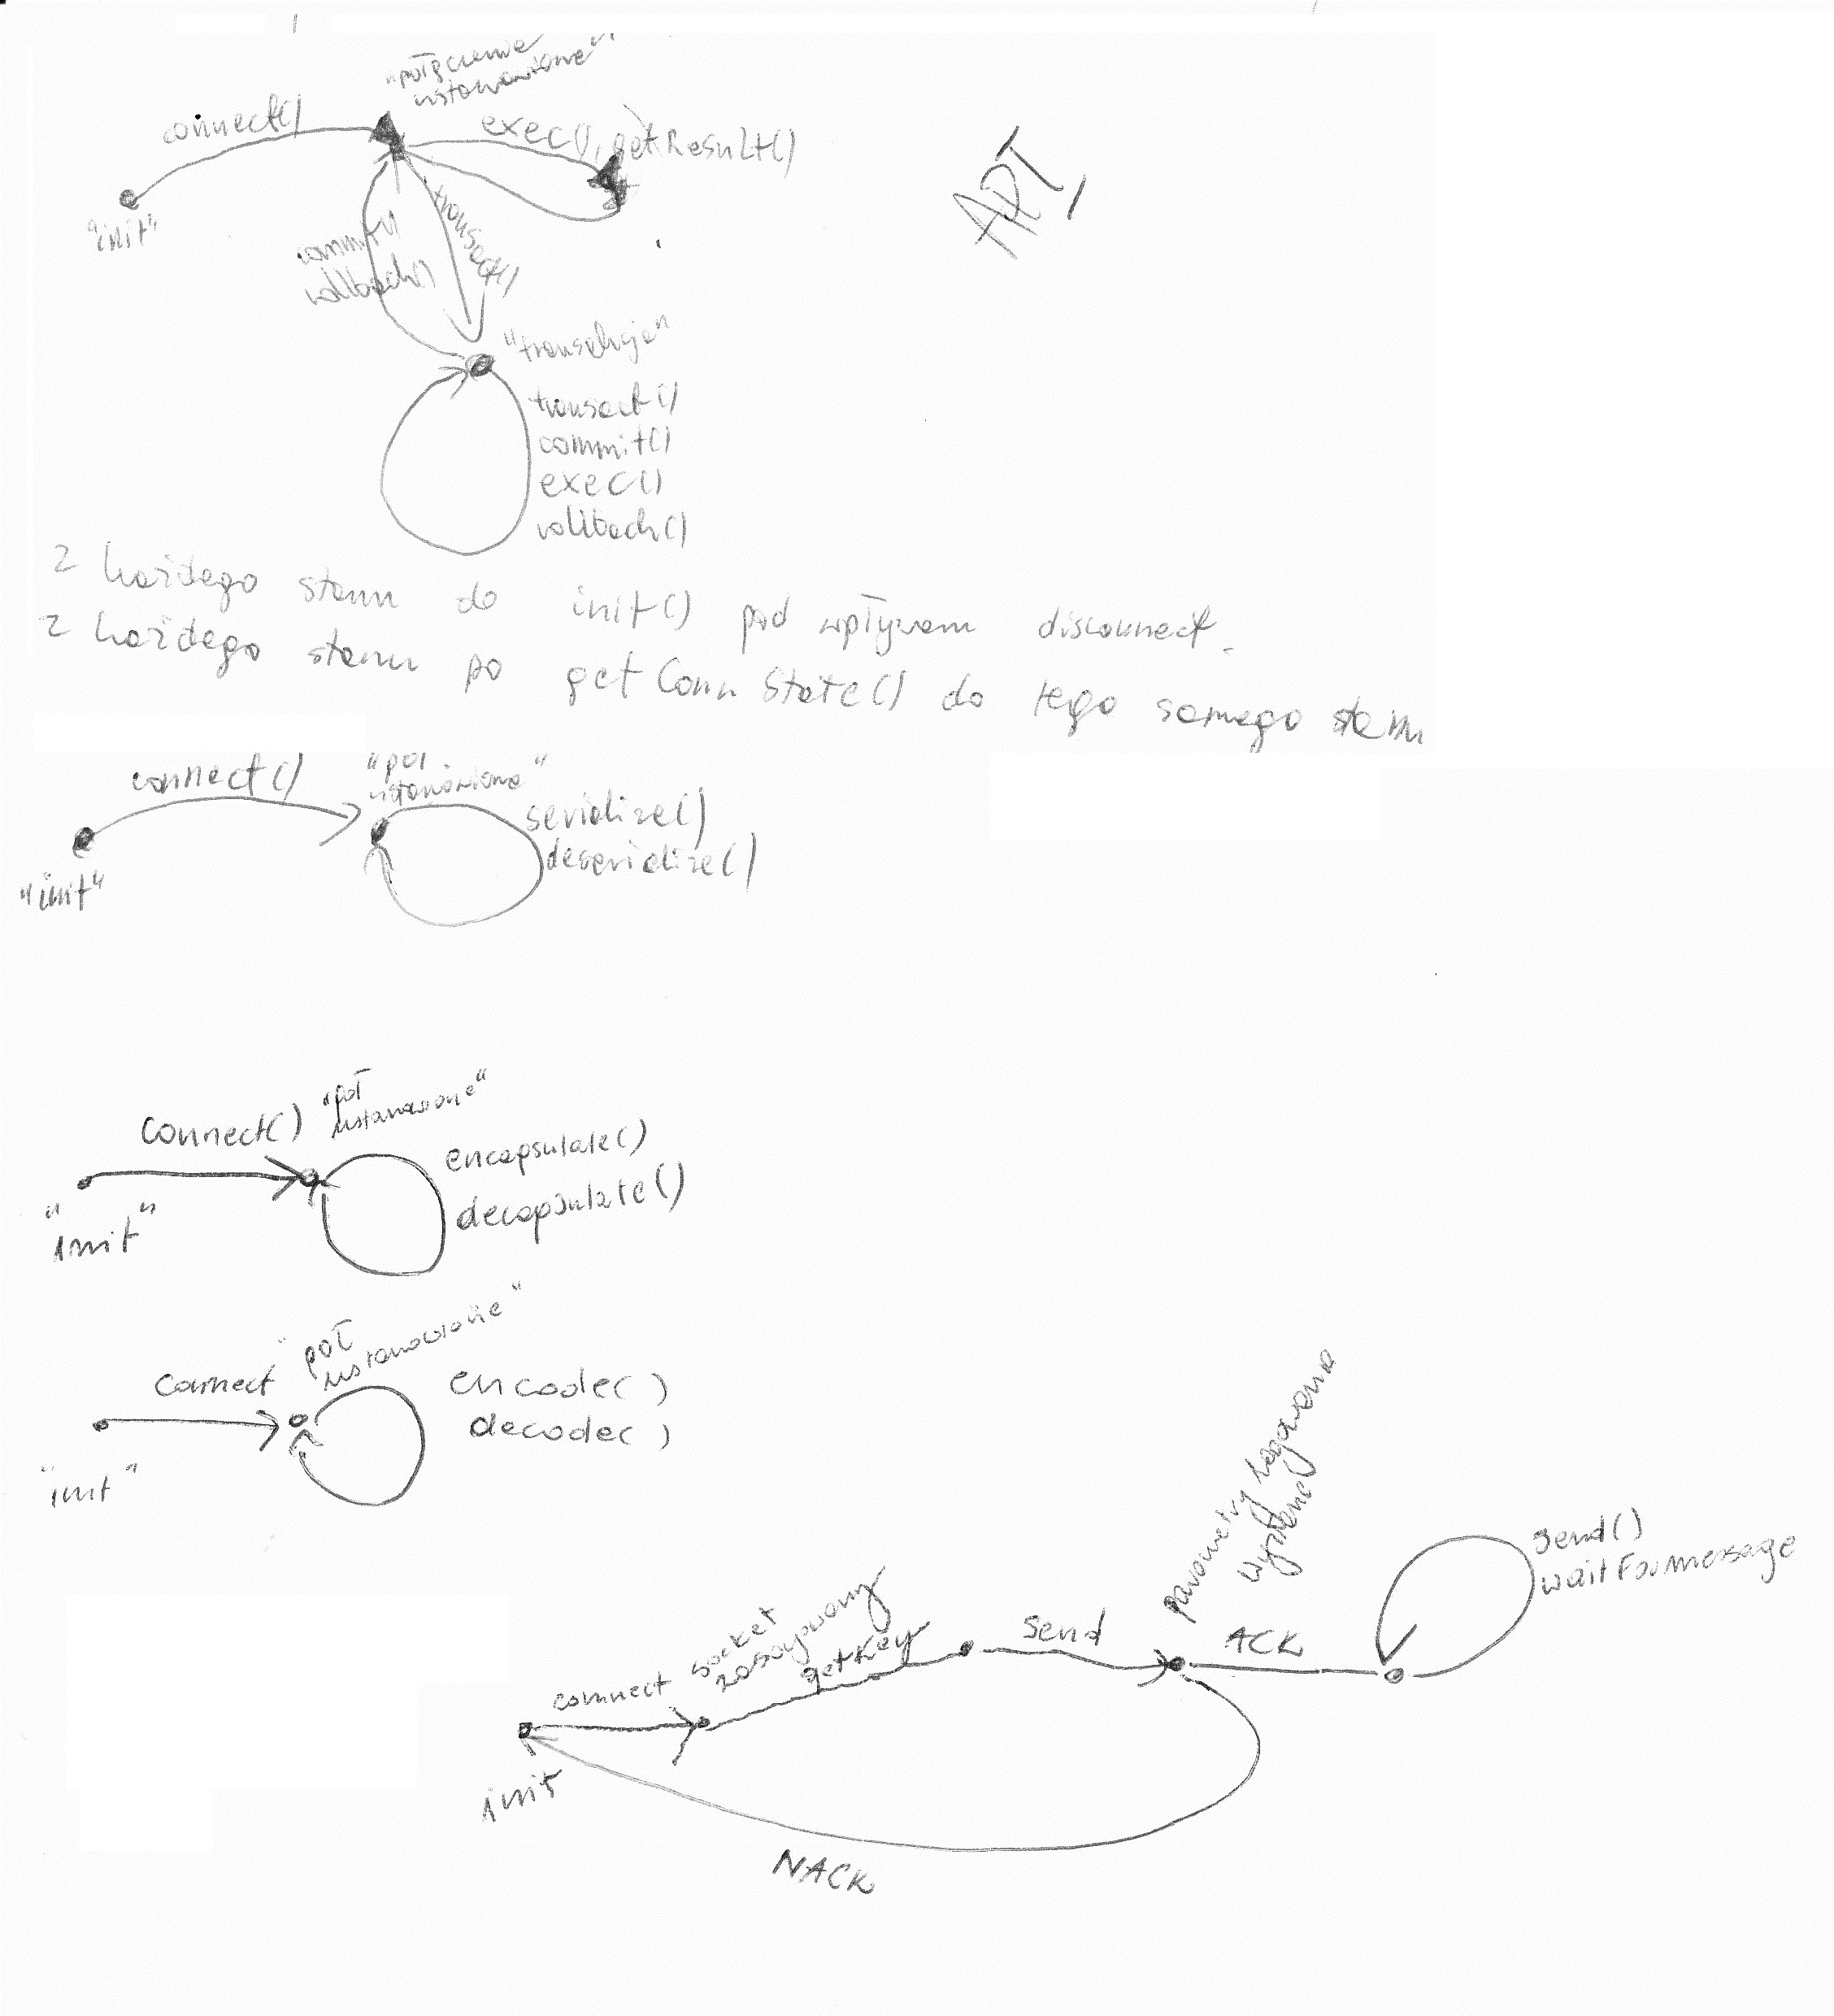 "połączenie
ustanowione"
connect()
exec(), getResult()
API
"init"
commit()
rollback()
transact()
"transakcja"
transact()
commit()
exec()
rollback()
z każdego stanu do init() pod wpływem disconnect.
z każdego stanu po getConnState() do tego samego stanu
connect()
"poł.
ustanowione"
serialize()
deserialize()
"init"
connect()
"poł
ustanowione"
encapsulate()
decapsulate()
"init"
connect
"poł
ustanowione"
encode()
decode()
"init"
parametry logowania
wysłane
send()
waitForMessage
socket
connect
getKey
send
ACK
init
NACK